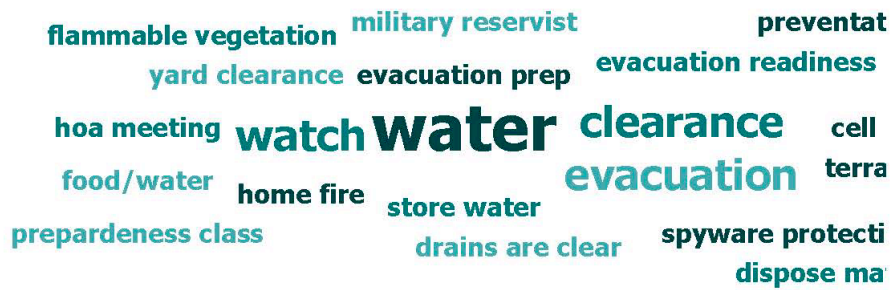 military reservist
preventat
flammable vegetation
evacuation readiness
yard clearance
evacuation prep
clearance
hoa meeting
watch
water
cell
terra
evacuation
food/water
home fire
store water
prepardeness class
spyware protecti
drains are clear
dispose ma